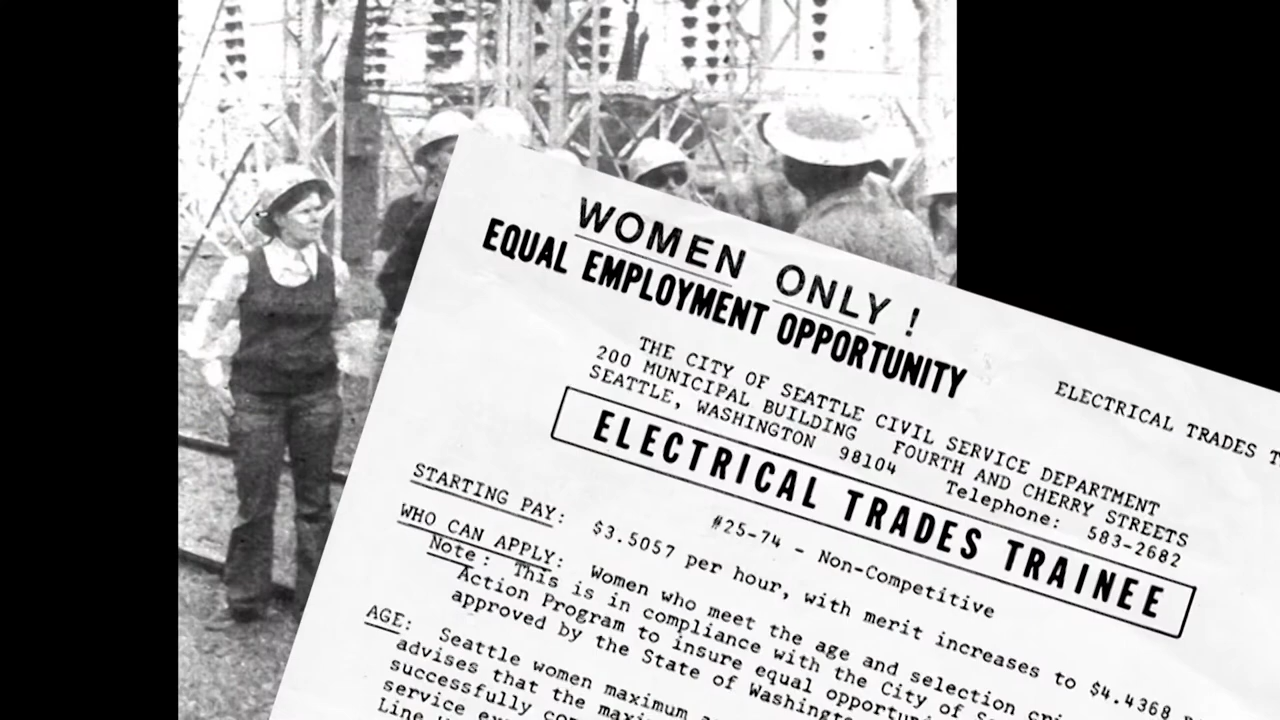 WOMEN ONLY!
EQUAL EMPLOYMENT OPPORTUNITY
ELECTRICAL TRADES
THE CITY OF SEATTLE CIVIL SERVICE DEPARTMENT
200 MUNICIPAL BUILDING FOURTH AND CHERRY STREETS
SEATTLE, WASHINGTON 98104 Telephone: 583-2682
ELECTRICAL TRADES TRAINEE
#25-74 - Non-Competitive
STARTING PAY: $3.5057 per hour, with merit increases to $4.4368
WHO CAN APPLY: Women who meet the age and selection
Note: This is in compliance with the City of
Action Program to insure equal
approved by the State of
AGE: Seattle women maximum
advises that the
successfully
service
Line